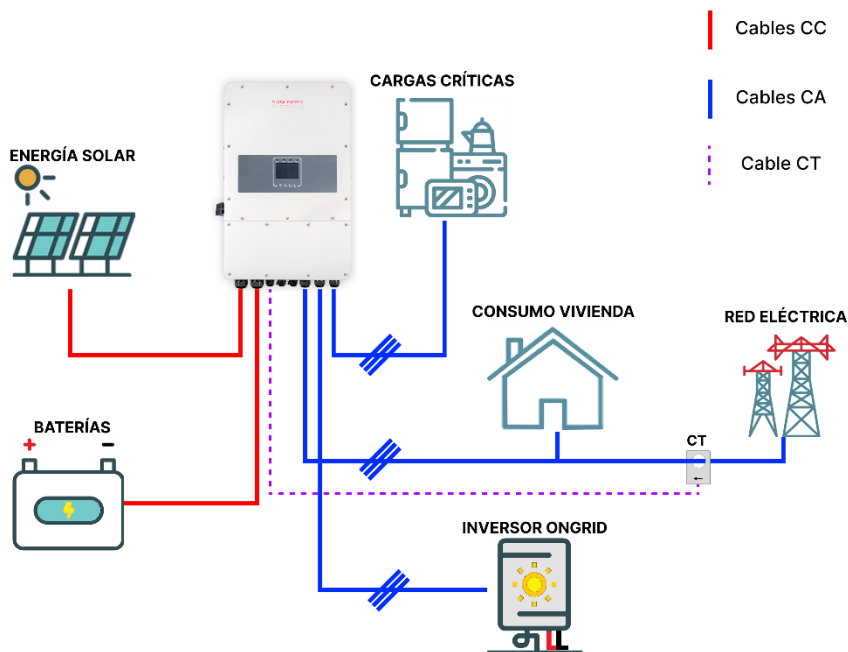 Cables CC
CARGAS CRÍTICAS
Cables CA
ENERGÍA SOLAR
Cable CT
CONSUMO VIVIENDA
RED ELÉCTRICA
BATERÍAS
+ -
CT
←
INVERSOR ONGRID